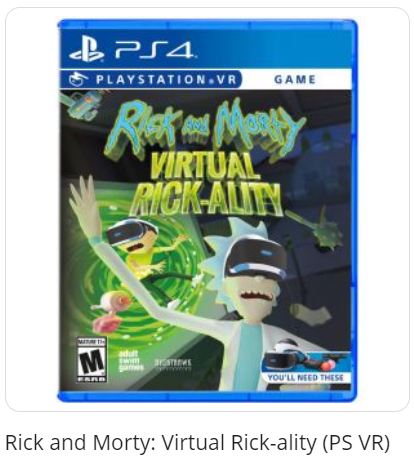 PS4
PLAYSTATION®VR GAME
RICK AND MORTY
VIRTUAL
RICK-ALITY
MATURE 17+
M
ESRB
adult
swim
games
YOU'LL NEED THESE
Rick and Morty: Virtual Rick-ality (PS VR)